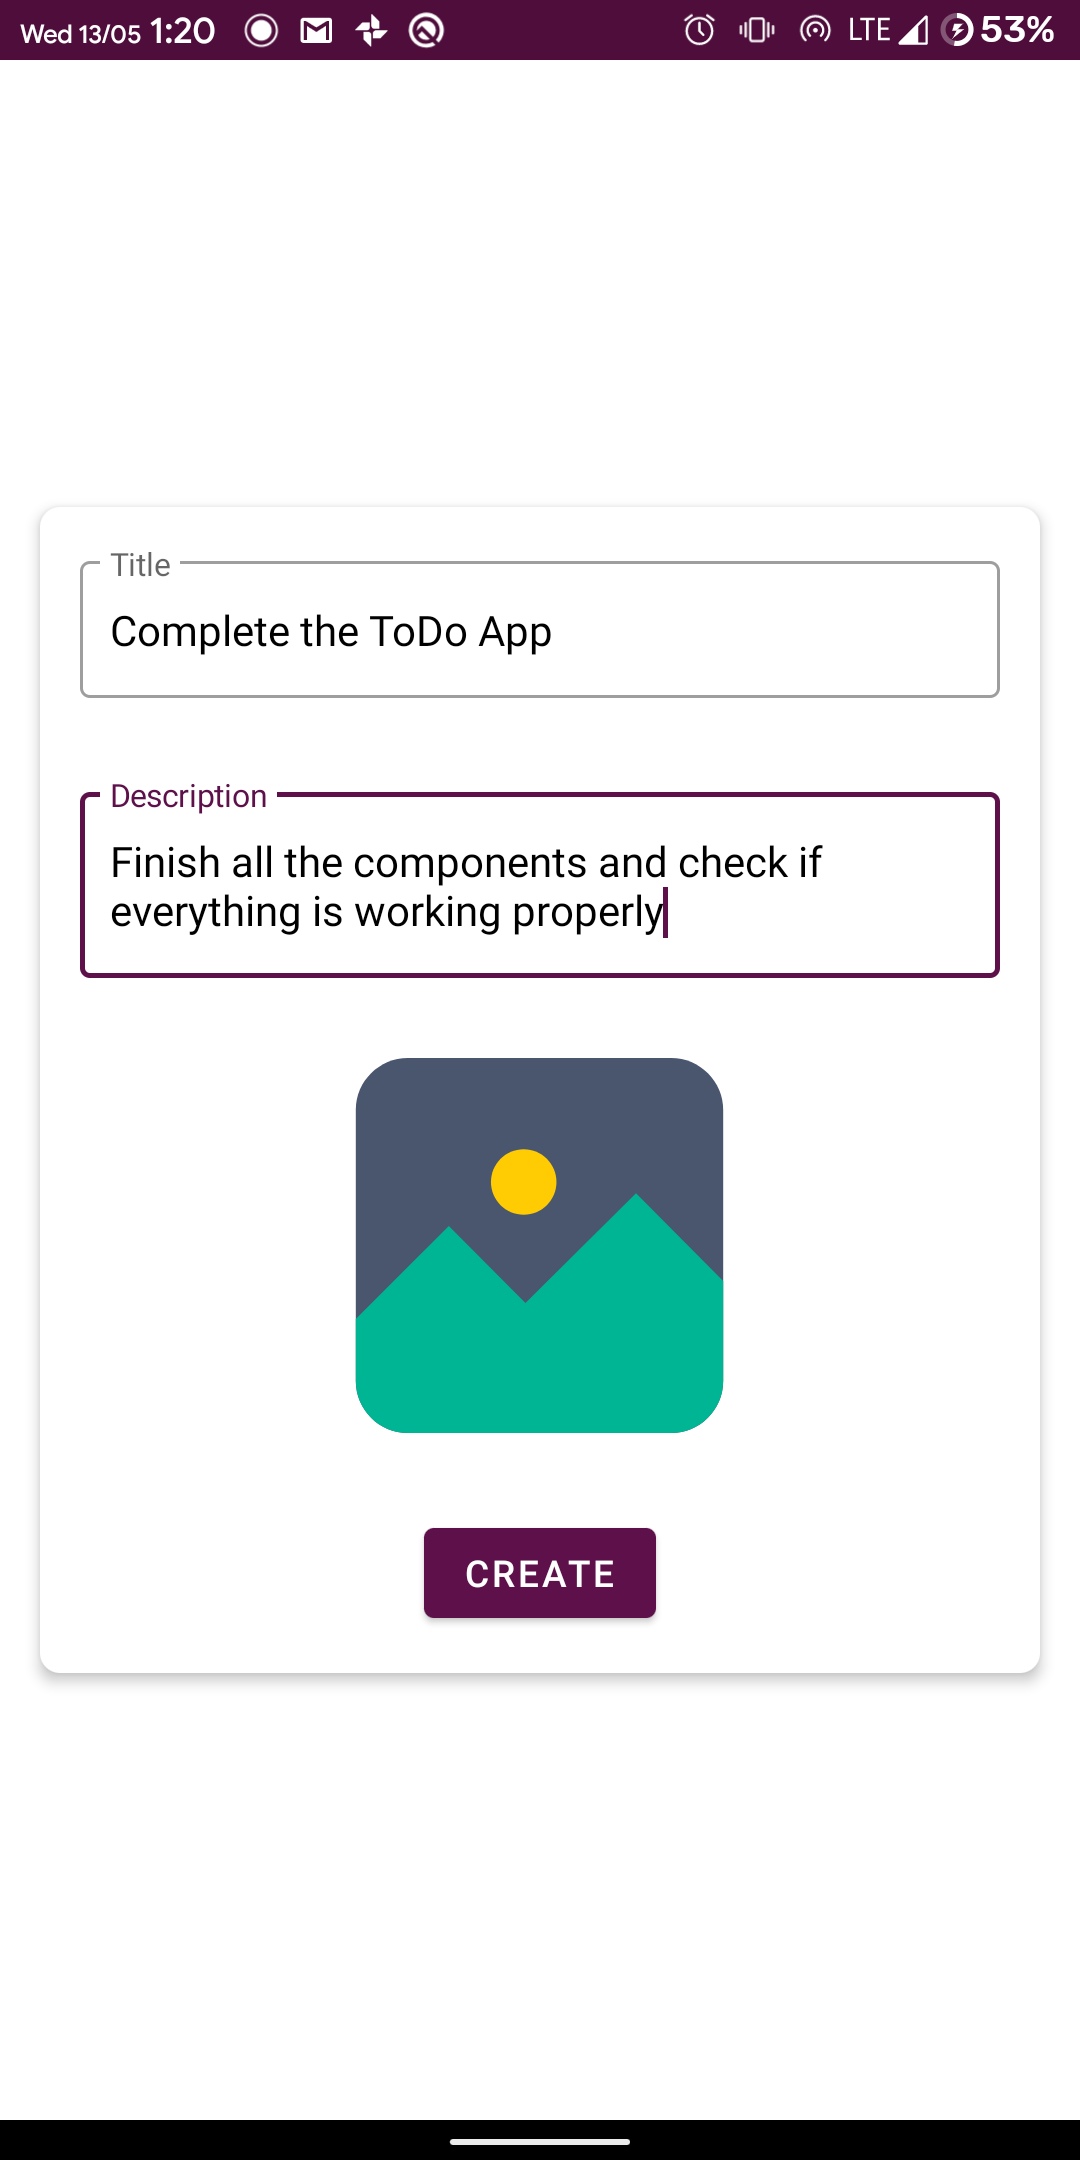 Wed 13/05 1:20 LTE 53%
Title
Complete the ToDo App
Description
Finish all the components and check if
everything is working properly
CREATE